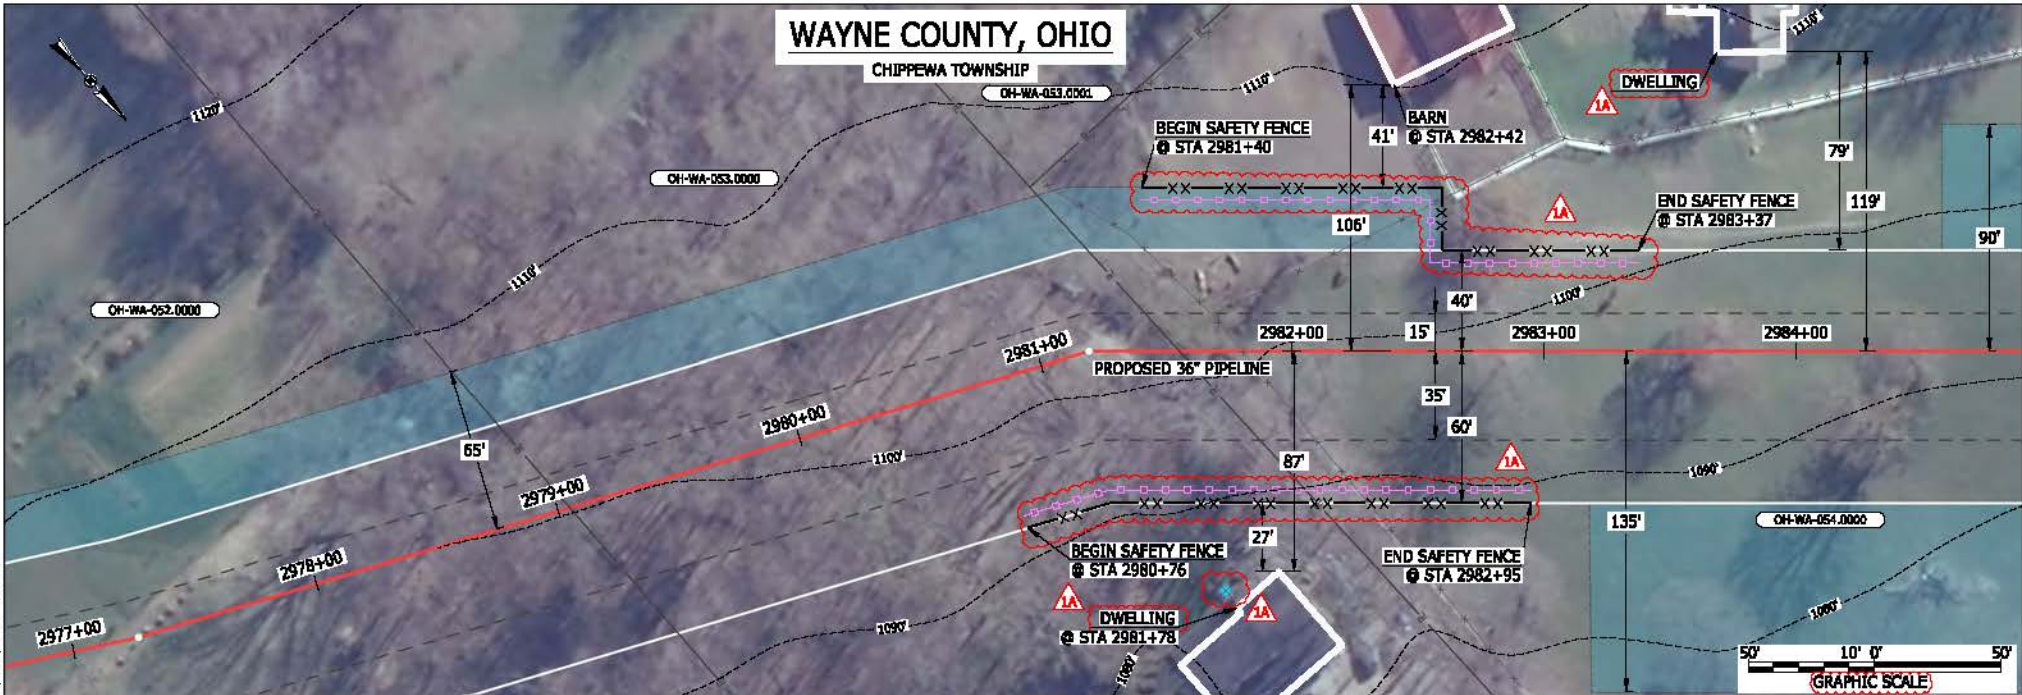 WAYNE COUNTY, OHIO
CHIPPEWA TOWNSHIP
1120'
OH-WA-053.0001
1110'
1110'
DWELLING
1A
BARN
@ STA 2982+42
BEGIN SAFETY FENCE
@ STA 2981+40
41'
79'
OH-WA-053.0000
END SAFETY FENCE
@ STA 2983+37
1A
119'
106'
90'
1110'
OH-WA-052.0000
1100'
40'
2982+00
15'
2983+00
2984+00
2981+00
PROPOSED 36" PIPELINE
35'
2980+00
60'
65'
1100'
87'
1A
1090'
2979+00
135'
OH-WA-054.0000
27'
BEGIN SAFETY FENCE
@ STA 2980+76
END SAFETY FENCE
@ STA 2982+95
2978+00
1A
1A
DWELLING
@ STA 2981+78
1080'
2977+00
1090'
1080'
50' 10' 0' 50'
GRAPHIC SCALE